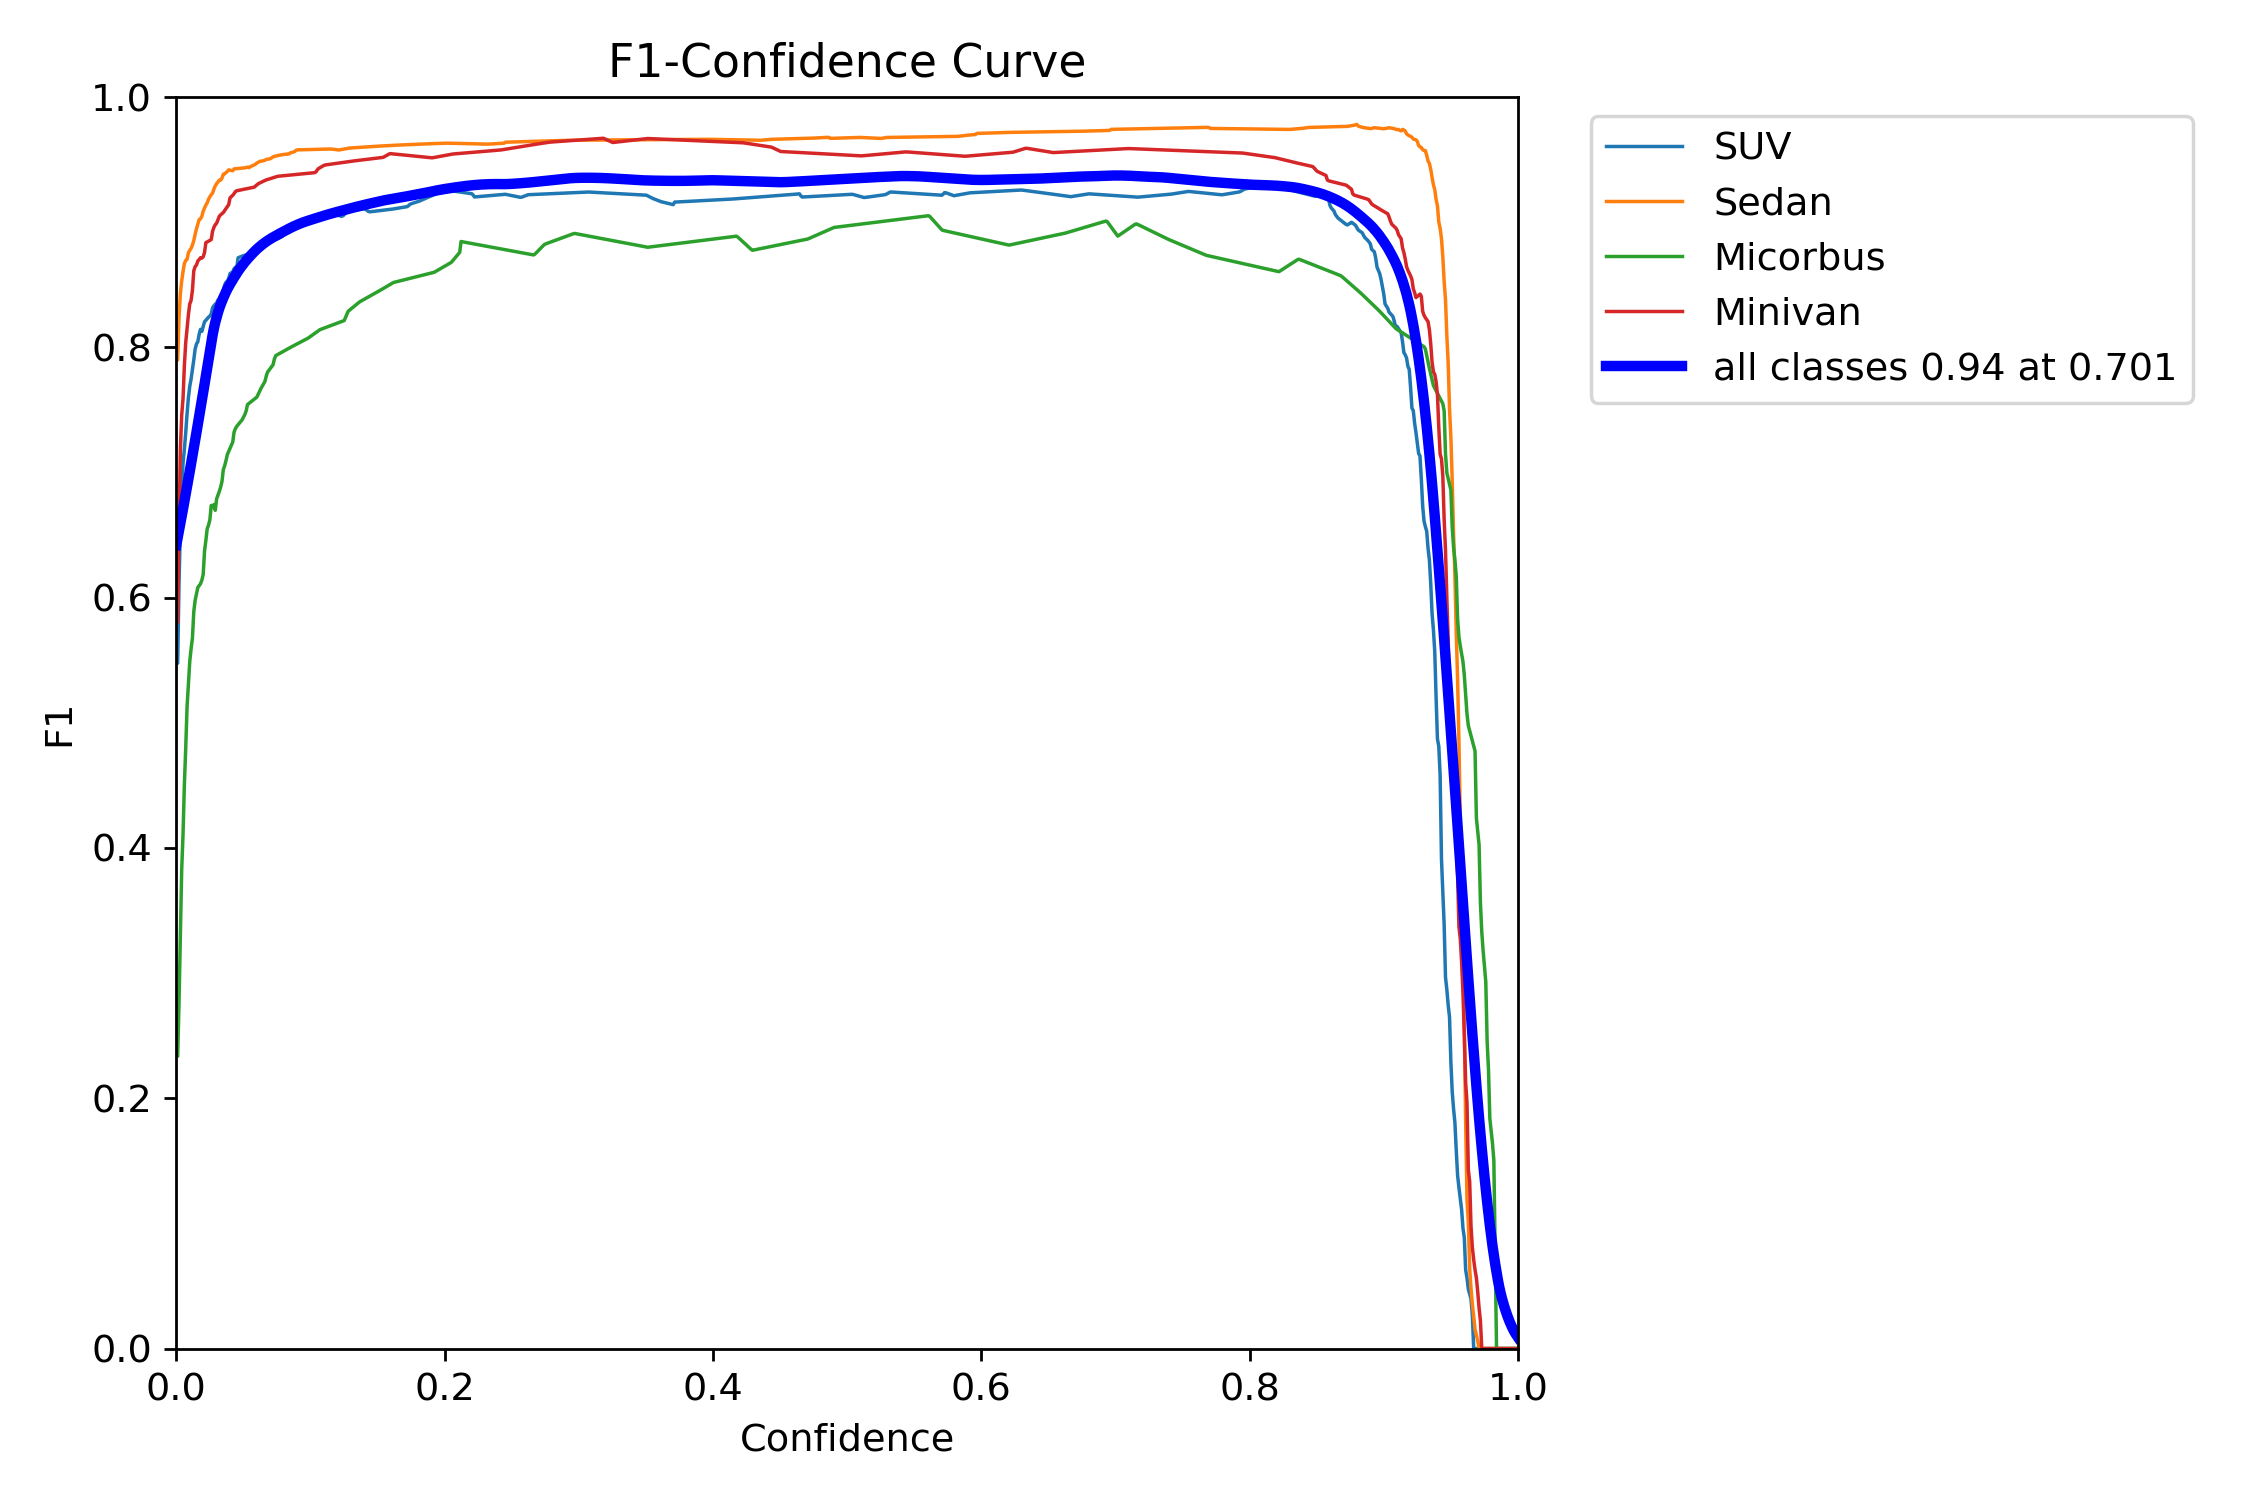 F1-Confidence Curve
1.0
0.8
0.6
0.4
0.2
0.0
F1
0.0 0.2 0.4 0.6 0.8 1.0
Confidence
SUV
Sedan
Micorbus
Minivan
all classes 0.94 at 0.701